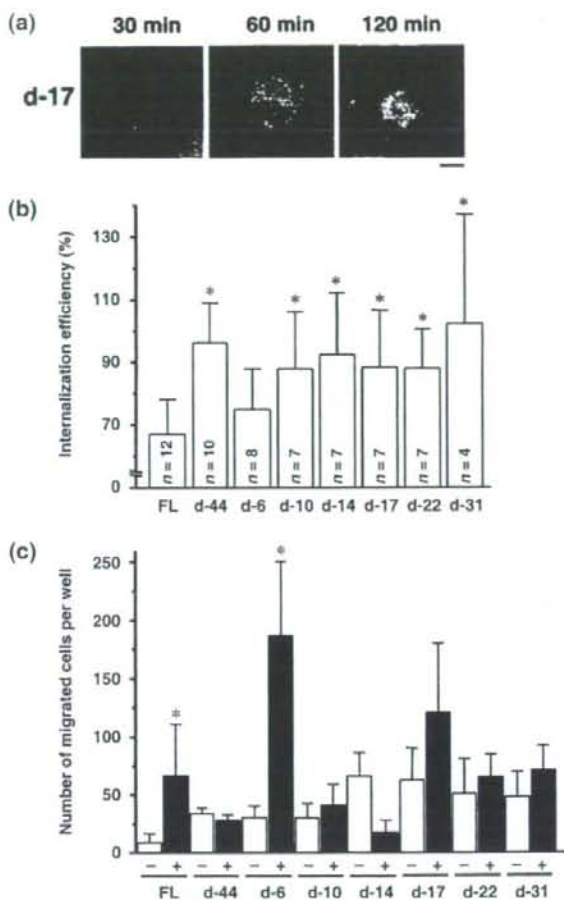 (a)
30 min 60 min 120 min
d-17
(b)
Internalization efficiency (%)
130
110
90
70
0
* * * * * *
n = 12 n = 10 n = 8 n = 7 n = 7 n = 7 n = 7 n = 4
FL d-44 d-6 d-10 d-14 d-17 d-22 d-31
(c)
Number of migrated cells per well
250
200
150
100
50
0
* *
– + – + – + – + – + – + – + – +
FL d-44 d-6 d-10 d-14 d-17 d-22 d-31